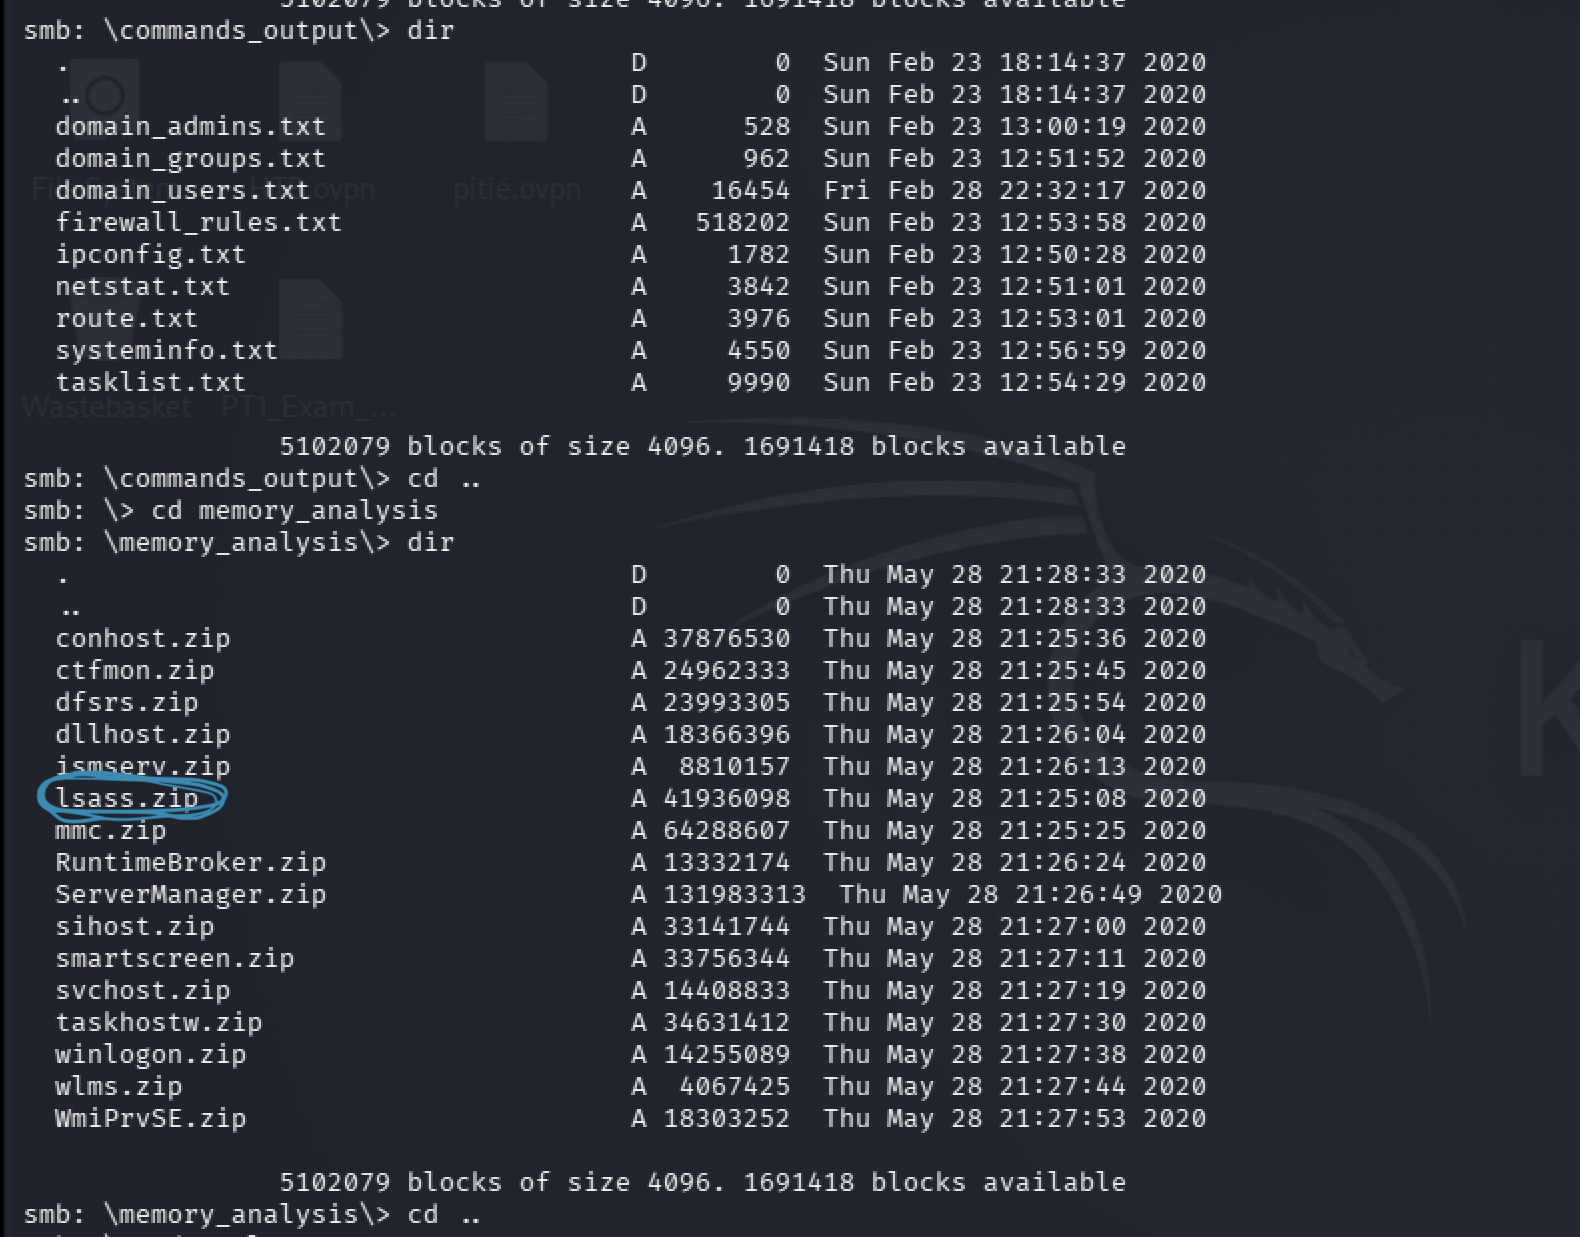 5102079 blocks of size 4096. 1691418 blocks available
smb: \commands_output\> dir
  .                                   D        0  Sun Feb 23 18:14:37 2020
  ..                                  D        0  Sun Feb 23 18:14:37 2020
  domain_admins.txt                   A      528  Sun Feb 23 13:00:19 2020
  domain_groups.txt                   A      962  Sun Feb 23 12:51:52 2020
  domain_users.txt                    A    16454  Fri Feb 28 22:32:17 2020
  firewall_rules.txt                  A   518202  Sun Feb 23 12:53:58 2020
  ipconfig.txt                        A     1782  Sun Feb 23 12:50:28 2020
  netstat.txt                         A     3842  Sun Feb 23 12:51:01 2020
  route.txt                           A     3976  Sun Feb 23 12:53:01 2020
  systeminfo.txt                      A     4550  Sun Feb 23 12:56:59 2020
  tasklist.txt                        A     9990  Sun Feb 23 12:54:29 2020
pitié.ovpn
Wastebasket PT1_Exam_...
                5102079 blocks of size 4096. 1691418 blocks available
smb: \commands_output\> cd ..
smb: \> cd memory_analysis
smb: \memory_analysis\> dir
  .                                   D        0  Thu May 28 21:28:33 2020
  ..                                  D        0  Thu May 28 21:28:33 2020
  conhost.zip                         A 37876530  Thu May 28 21:25:36 2020
  ctfmon.zip                          A 24962333  Thu May 28 21:25:45 2020
  dfsrs.zip                           A 23993305  Thu May 28 21:25:54 2020
  dllhost.zip                         A 18366396  Thu May 28 21:26:04 2020
  ismserv.zip                         A  8810157  Thu May 28 21:26:13 2020
  lsass.zip                           A 41936098  Thu May 28 21:25:08 2020
  mmc.zip                             A 64288607  Thu May 28 21:25:25 2020
  RuntimeBroker.zip                   A 13332174  Thu May 28 21:26:24 2020
  ServerManager.zip                   A 131983313  Thu May 28 21:26:49 2020
  sihost.zip                          A 33141744  Thu May 28 21:27:00 2020
  smartscreen.zip                     A 33756344  Thu May 28 21:27:11 2020
  svchost.zip                         A 14408833  Thu May 28 21:27:19 2020
  taskhostw.zip                       A 34631412  Thu May 28 21:27:30 2020
  winlogon.zip                        A 14255089  Thu May 28 21:27:38 2020
  wlms.zip                            A  4067425  Thu May 28 21:27:44 2020
  WmiPrvSE.zip                        A 18303252  Thu May 28 21:27:53 2020
                5102079 blocks of size 4096. 1691418 blocks available
smb: \memory_analysis\> cd ..